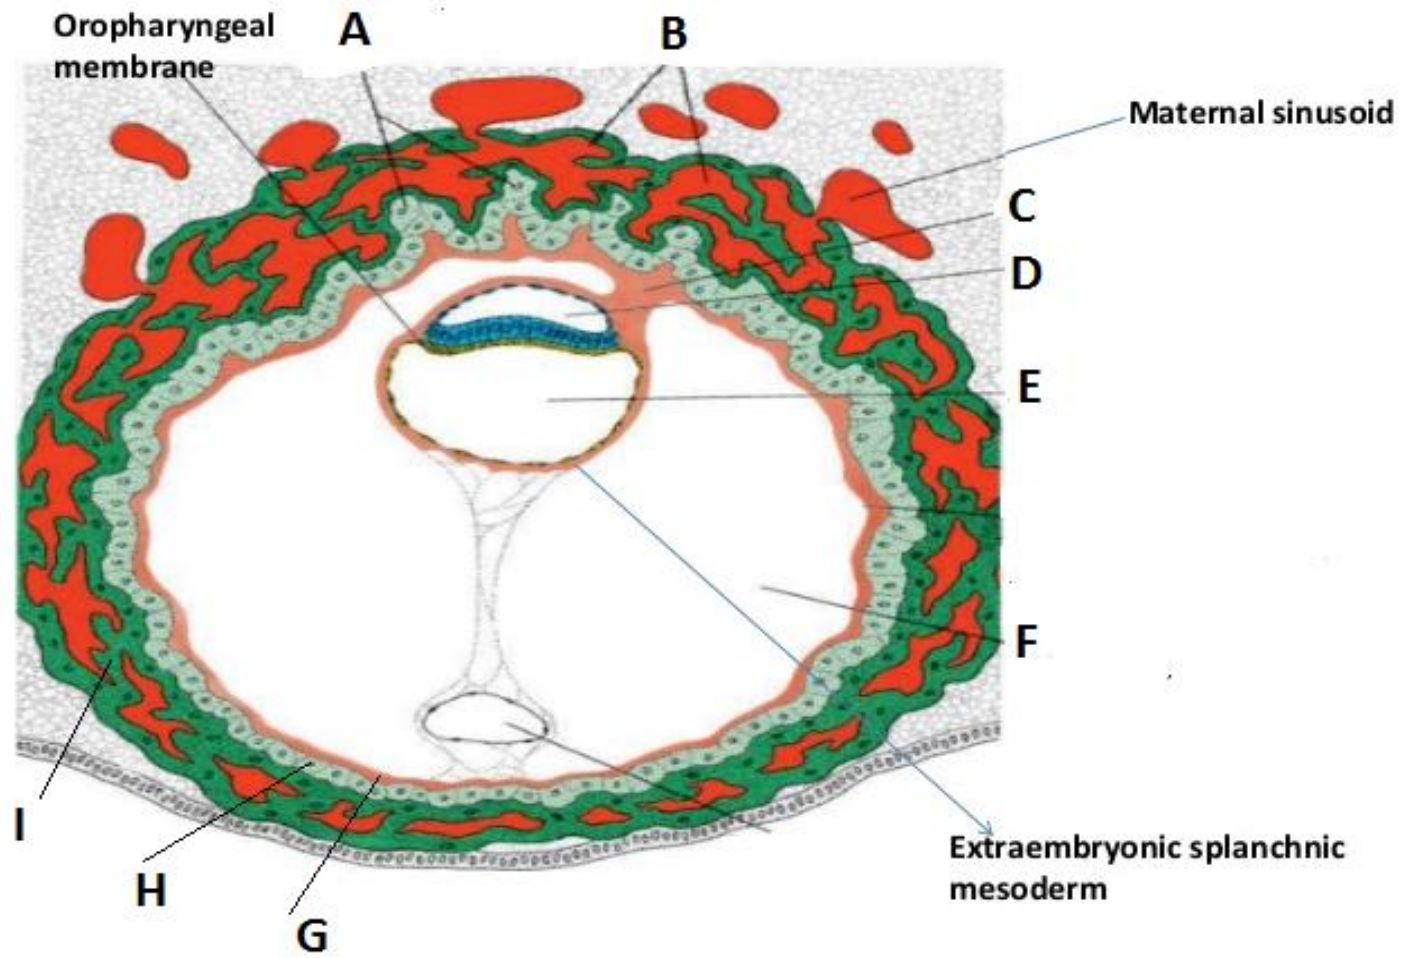 Oropharyngeal
membrane
A
B
Maternal sinusoid
C
D
E
F
I
H
G
Extraembryonic splanchnic
mesoderm